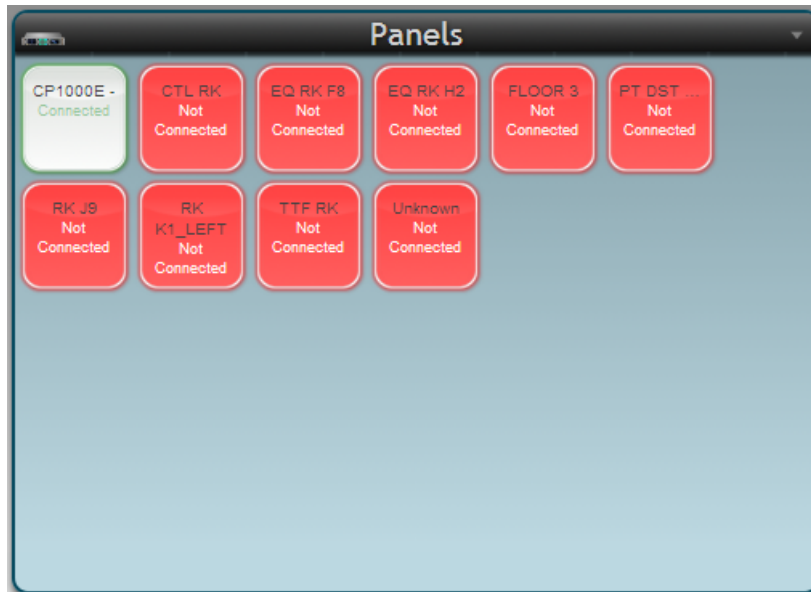 Panels
CP1000E -
Connected
CTL RK
Not
Connected
EQ RK F8
Not
Connected
EQ RK H2
Not
Connected
FLOOR 3
Not
Connected
PT DST ...
Not
Connected
RK J9
Not
Connected
RK
K1_LEFT
Not
Connected
TTF RK
Not
Connected
Unknown
Not
Connected